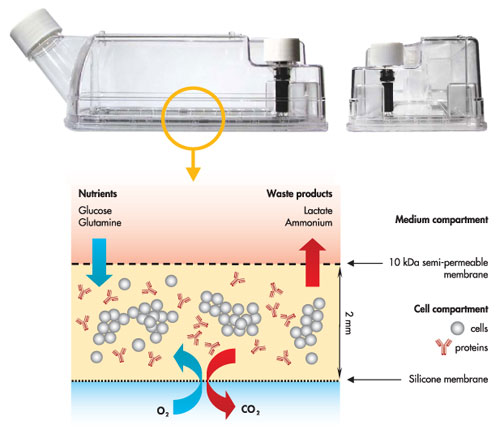 Nutrients
Glucose
Glutamine
Waste products
Lactate
Ammonium
Medium compartment
10 kDa semi-permeable
membrane
2 mm
Cell compartment
cells
proteins
Silicone membrane
O2
CO2